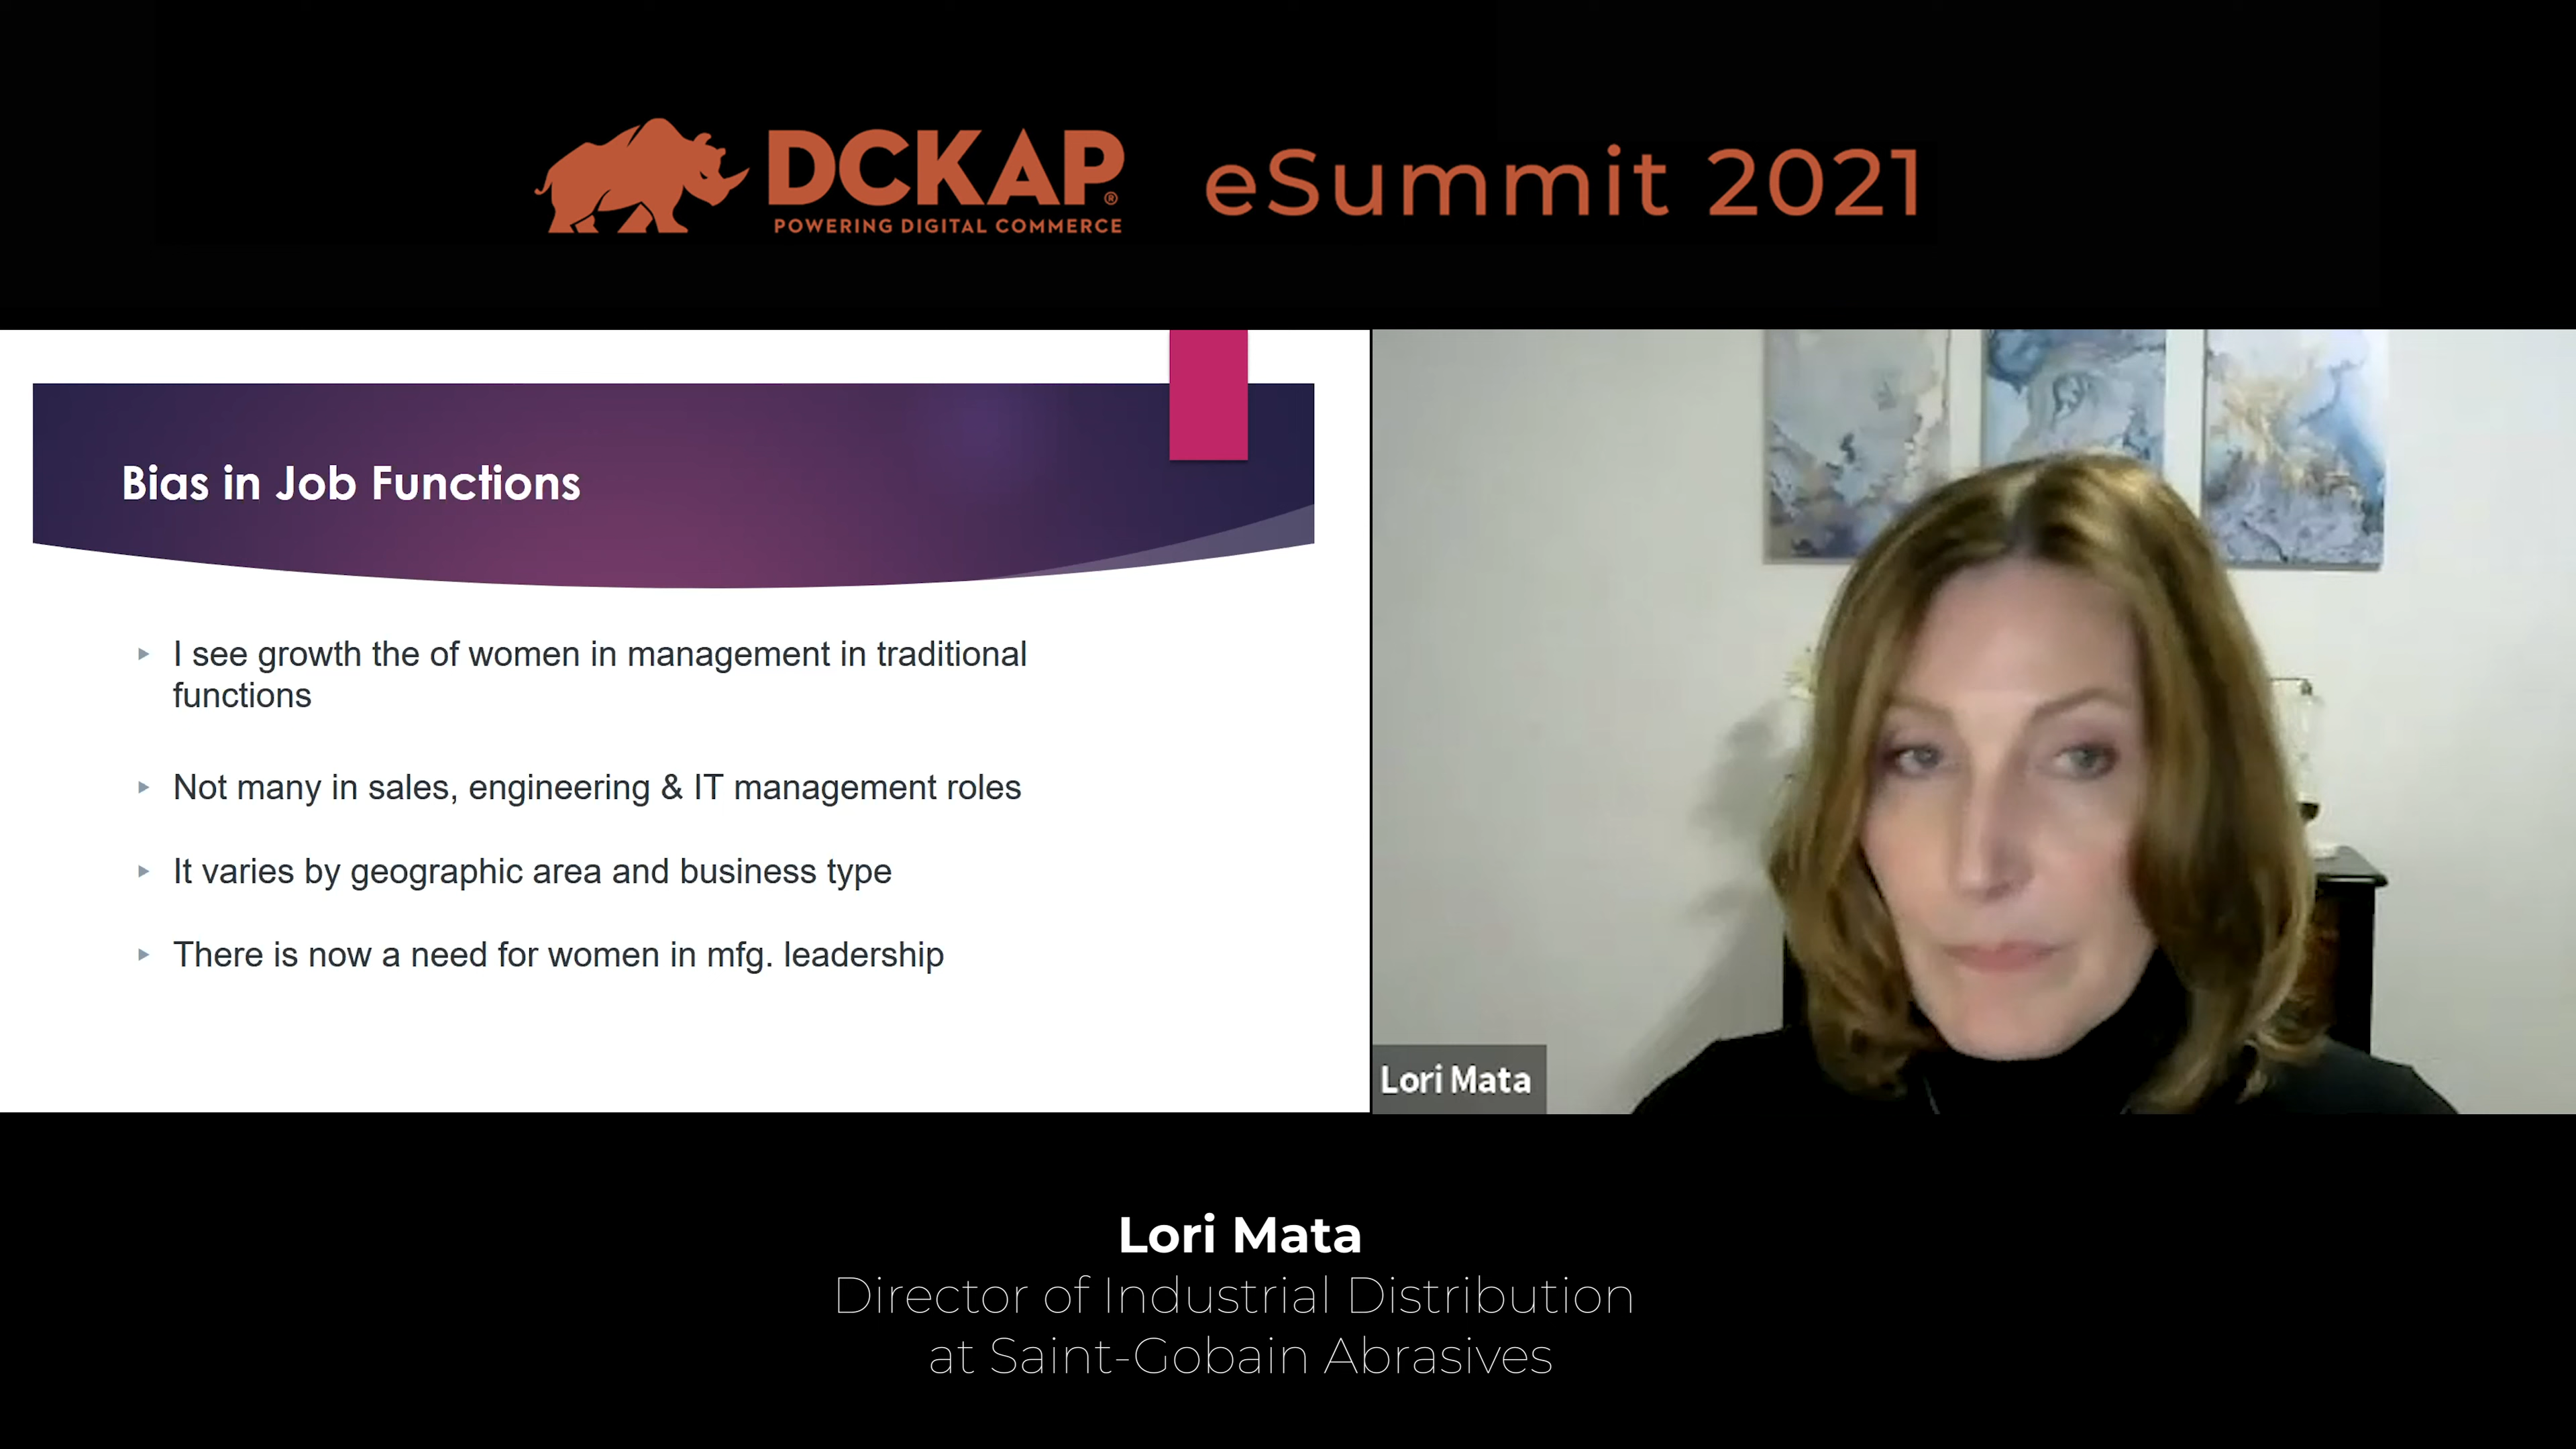 DCKAP®
POWERING DIGITAL COMMERCE
eSummit 2021
Bias in Job Functions
I see growth the of women in management in traditional
functions
Not many in sales, engineering & IT management roles
It varies by geographic area and business type
There is now a need for women in mfg. leadership
Lori Mata
Lori Mata
Director of Industrial Distribution
at Saint-Gobain Abrasives